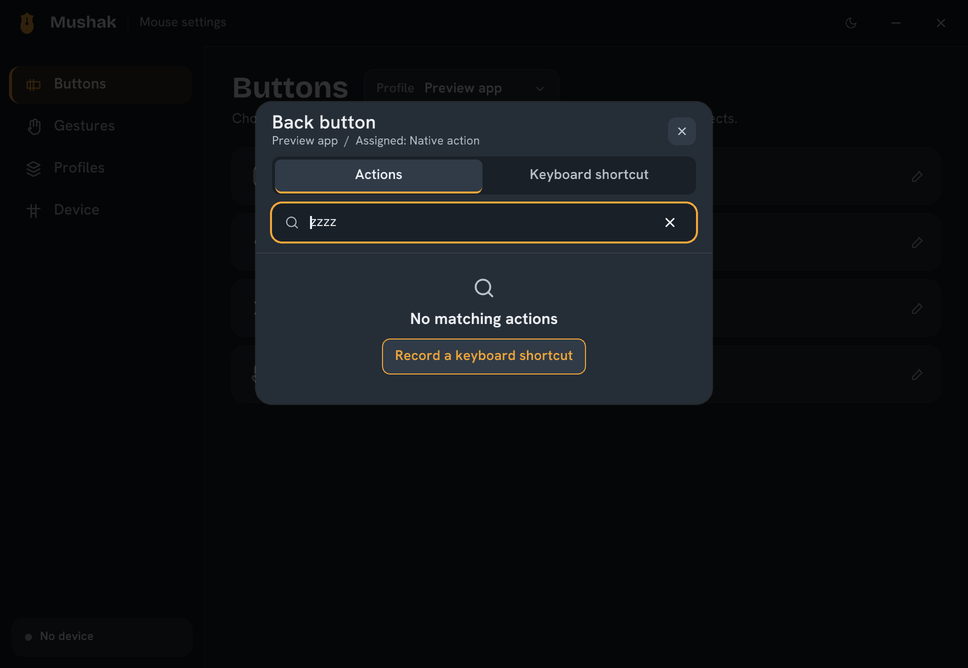 Mushak Mouse settings
Buttons
Gestures
Profiles
Device
No device
Buttons Profile Preview app
Back button
Preview app / Assigned: Native action
Actions Keyboard shortcut
zzzz
No matching actions
Record a keyboard shortcut